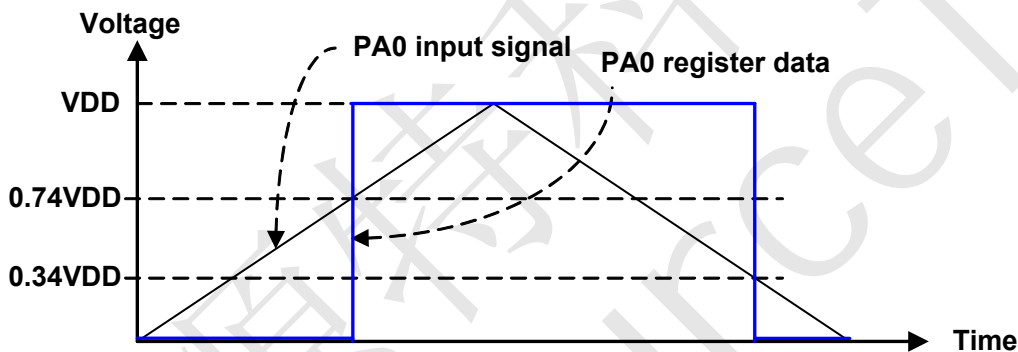 Voltage
PA0 input signal
PA0 register data
VDD
0.74VDD
0.34VDD
Time